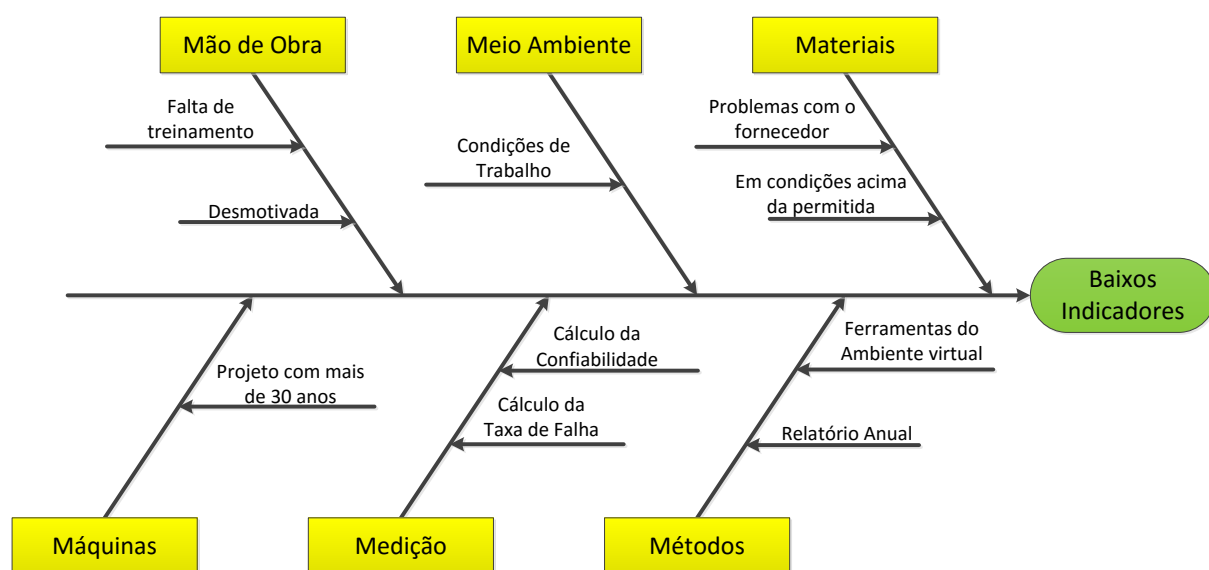 Mão de Obra
Meio Ambiente
Materiais
Falta de
treinamento
Desmotivada
Condições de
Trabalho
Problemas com o
fornecedor
Em condições acima
da permitida
Baixos
Indicadores
Projeto com mais
de 30 anos
Cálculo da
Confiabilidade
Cálculo da
Taxa de Falha
Ferramentas do
Ambiente virtual
Relatório Anual
Máquinas
Medição
Métodos